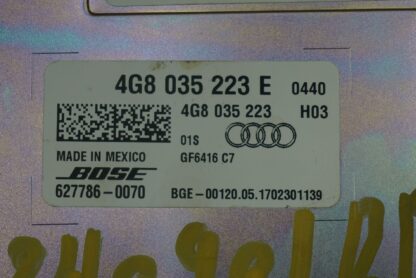 4G8 035 223 E 0440
4G8 035 223 H03
01S
MADE IN MEXICO GF6416 C7
BOSE
627786-0070 BGE-00120.05.1702301139